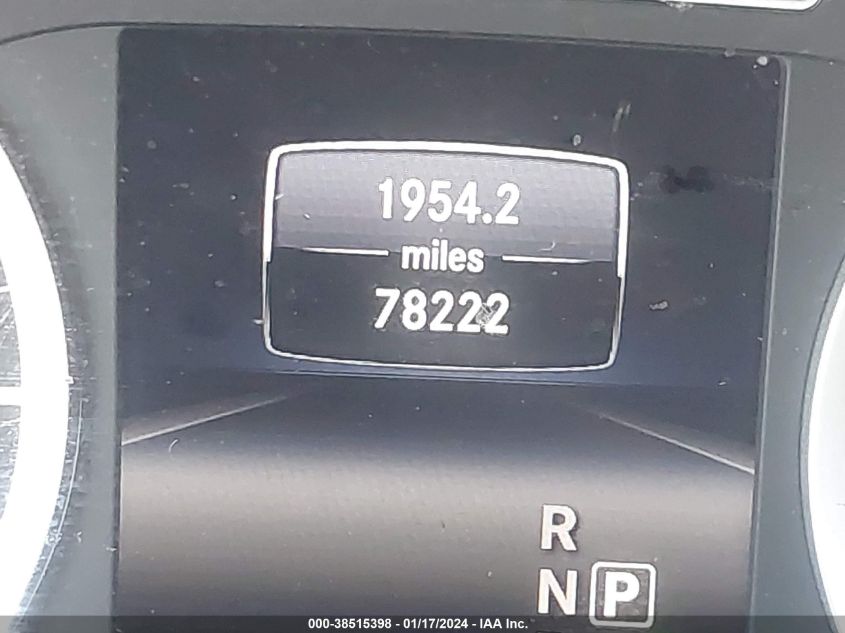 1954.2
miles
78222
R
N P
000-38515398 - 01/17/2024 - IAA Inc.